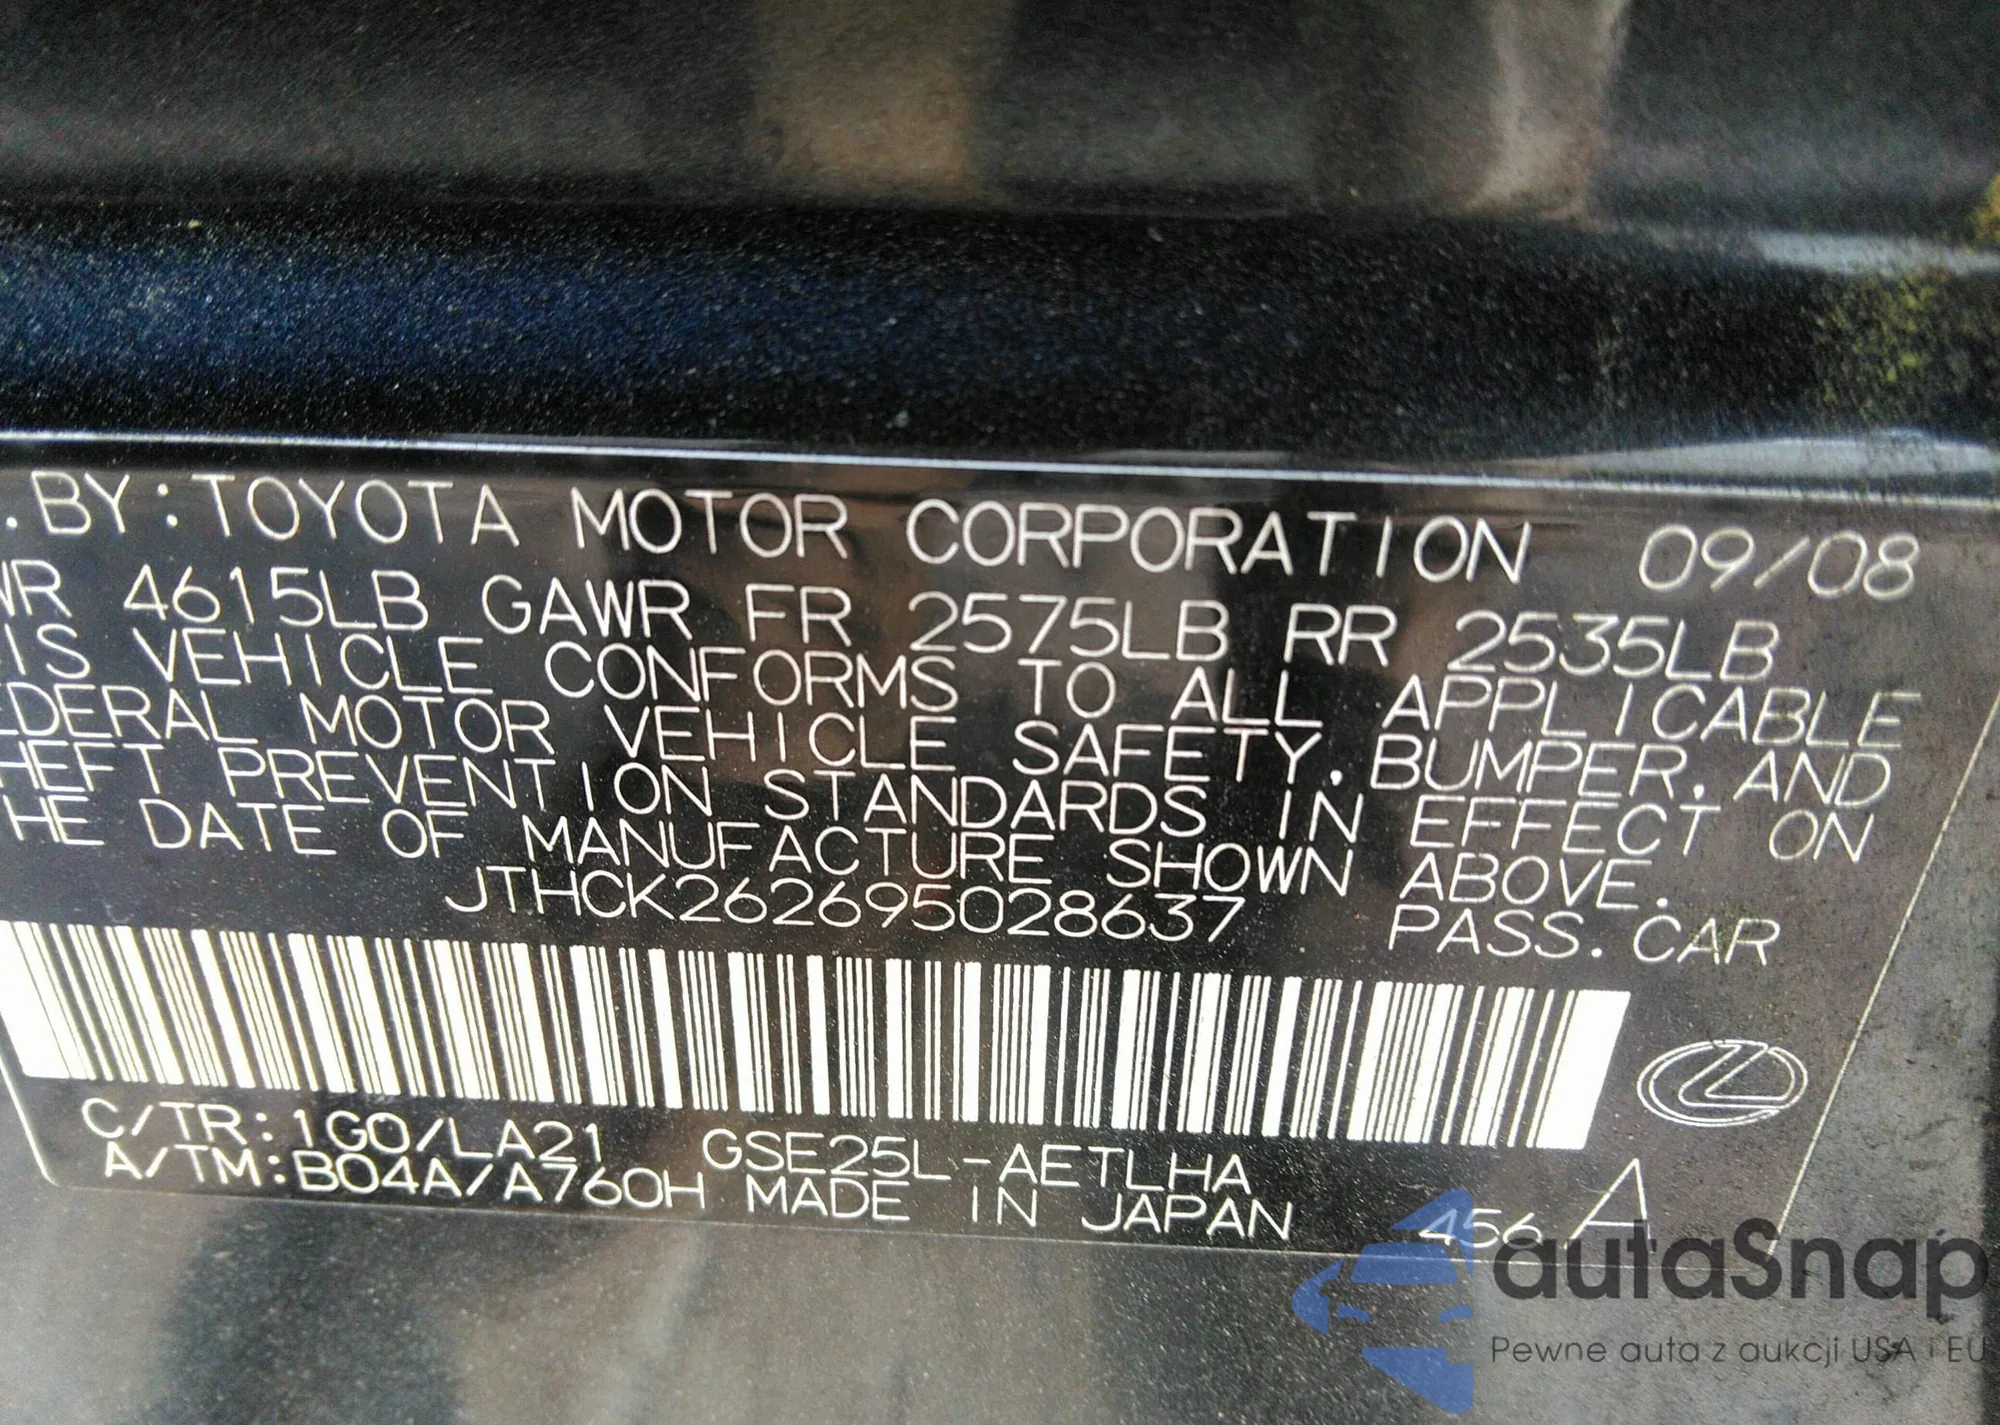 . BY: TOYOTA MOTOR CORPORATION 09/08
WR 4615LB GAWR FR 2575LB RR 2535LB
IS VEHICLE CONFORMS TO ALL APPLICABLE
EDERAL MOTOR VEHICLE SAFETY, BUMPER, AND
HEFT PREVENTION STANDARDS IN EFFECT ON
HE DATE OF MANUFACTURE SHOWN ABOVE.
JTHCK262695028637 PASS. CAR
C/TR: 1G0/LA21 GSE25L-AETLHA
A/TM: B04A/A760H MADE IN JAPAN 456 A
autaSnap
Pewne auta z aukcji USA i EU